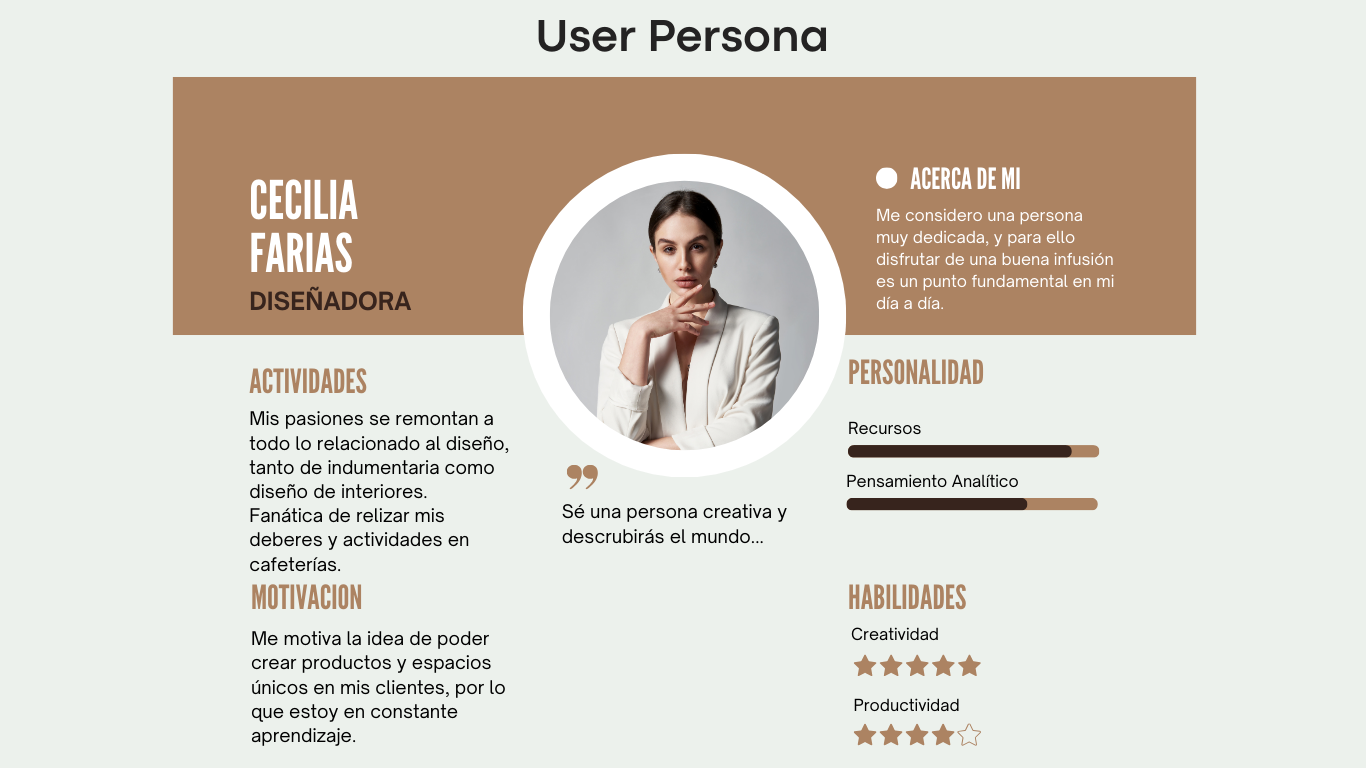 User Persona
CECILIA
FARIAS
DISEÑADORA
ACERCA DE MI
Me considero una persona
muy dedicada, y para ello
disfrutar de una buena infusión
es un punto fundamental en mi
día a día.
ACTIVIDADES
Mis pasiones se remontan a
todo lo relacionado al diseño,
tanto de indumentaria como
diseño de interiores.
Fanática de relizar mis
deberes y actividades en
cafeterías.
MOTIVACION
Me motiva la idea de poder
crear productos y espacios
únicos en mis clientes, por lo
que estoy en constante
aprendizaje.
”
Sé una persona creativa y
descrubirás el mundo...
PERSONALIDAD
Recursos
Pensamiento Analítico
HABILIDADES
Creatividad
Productividad